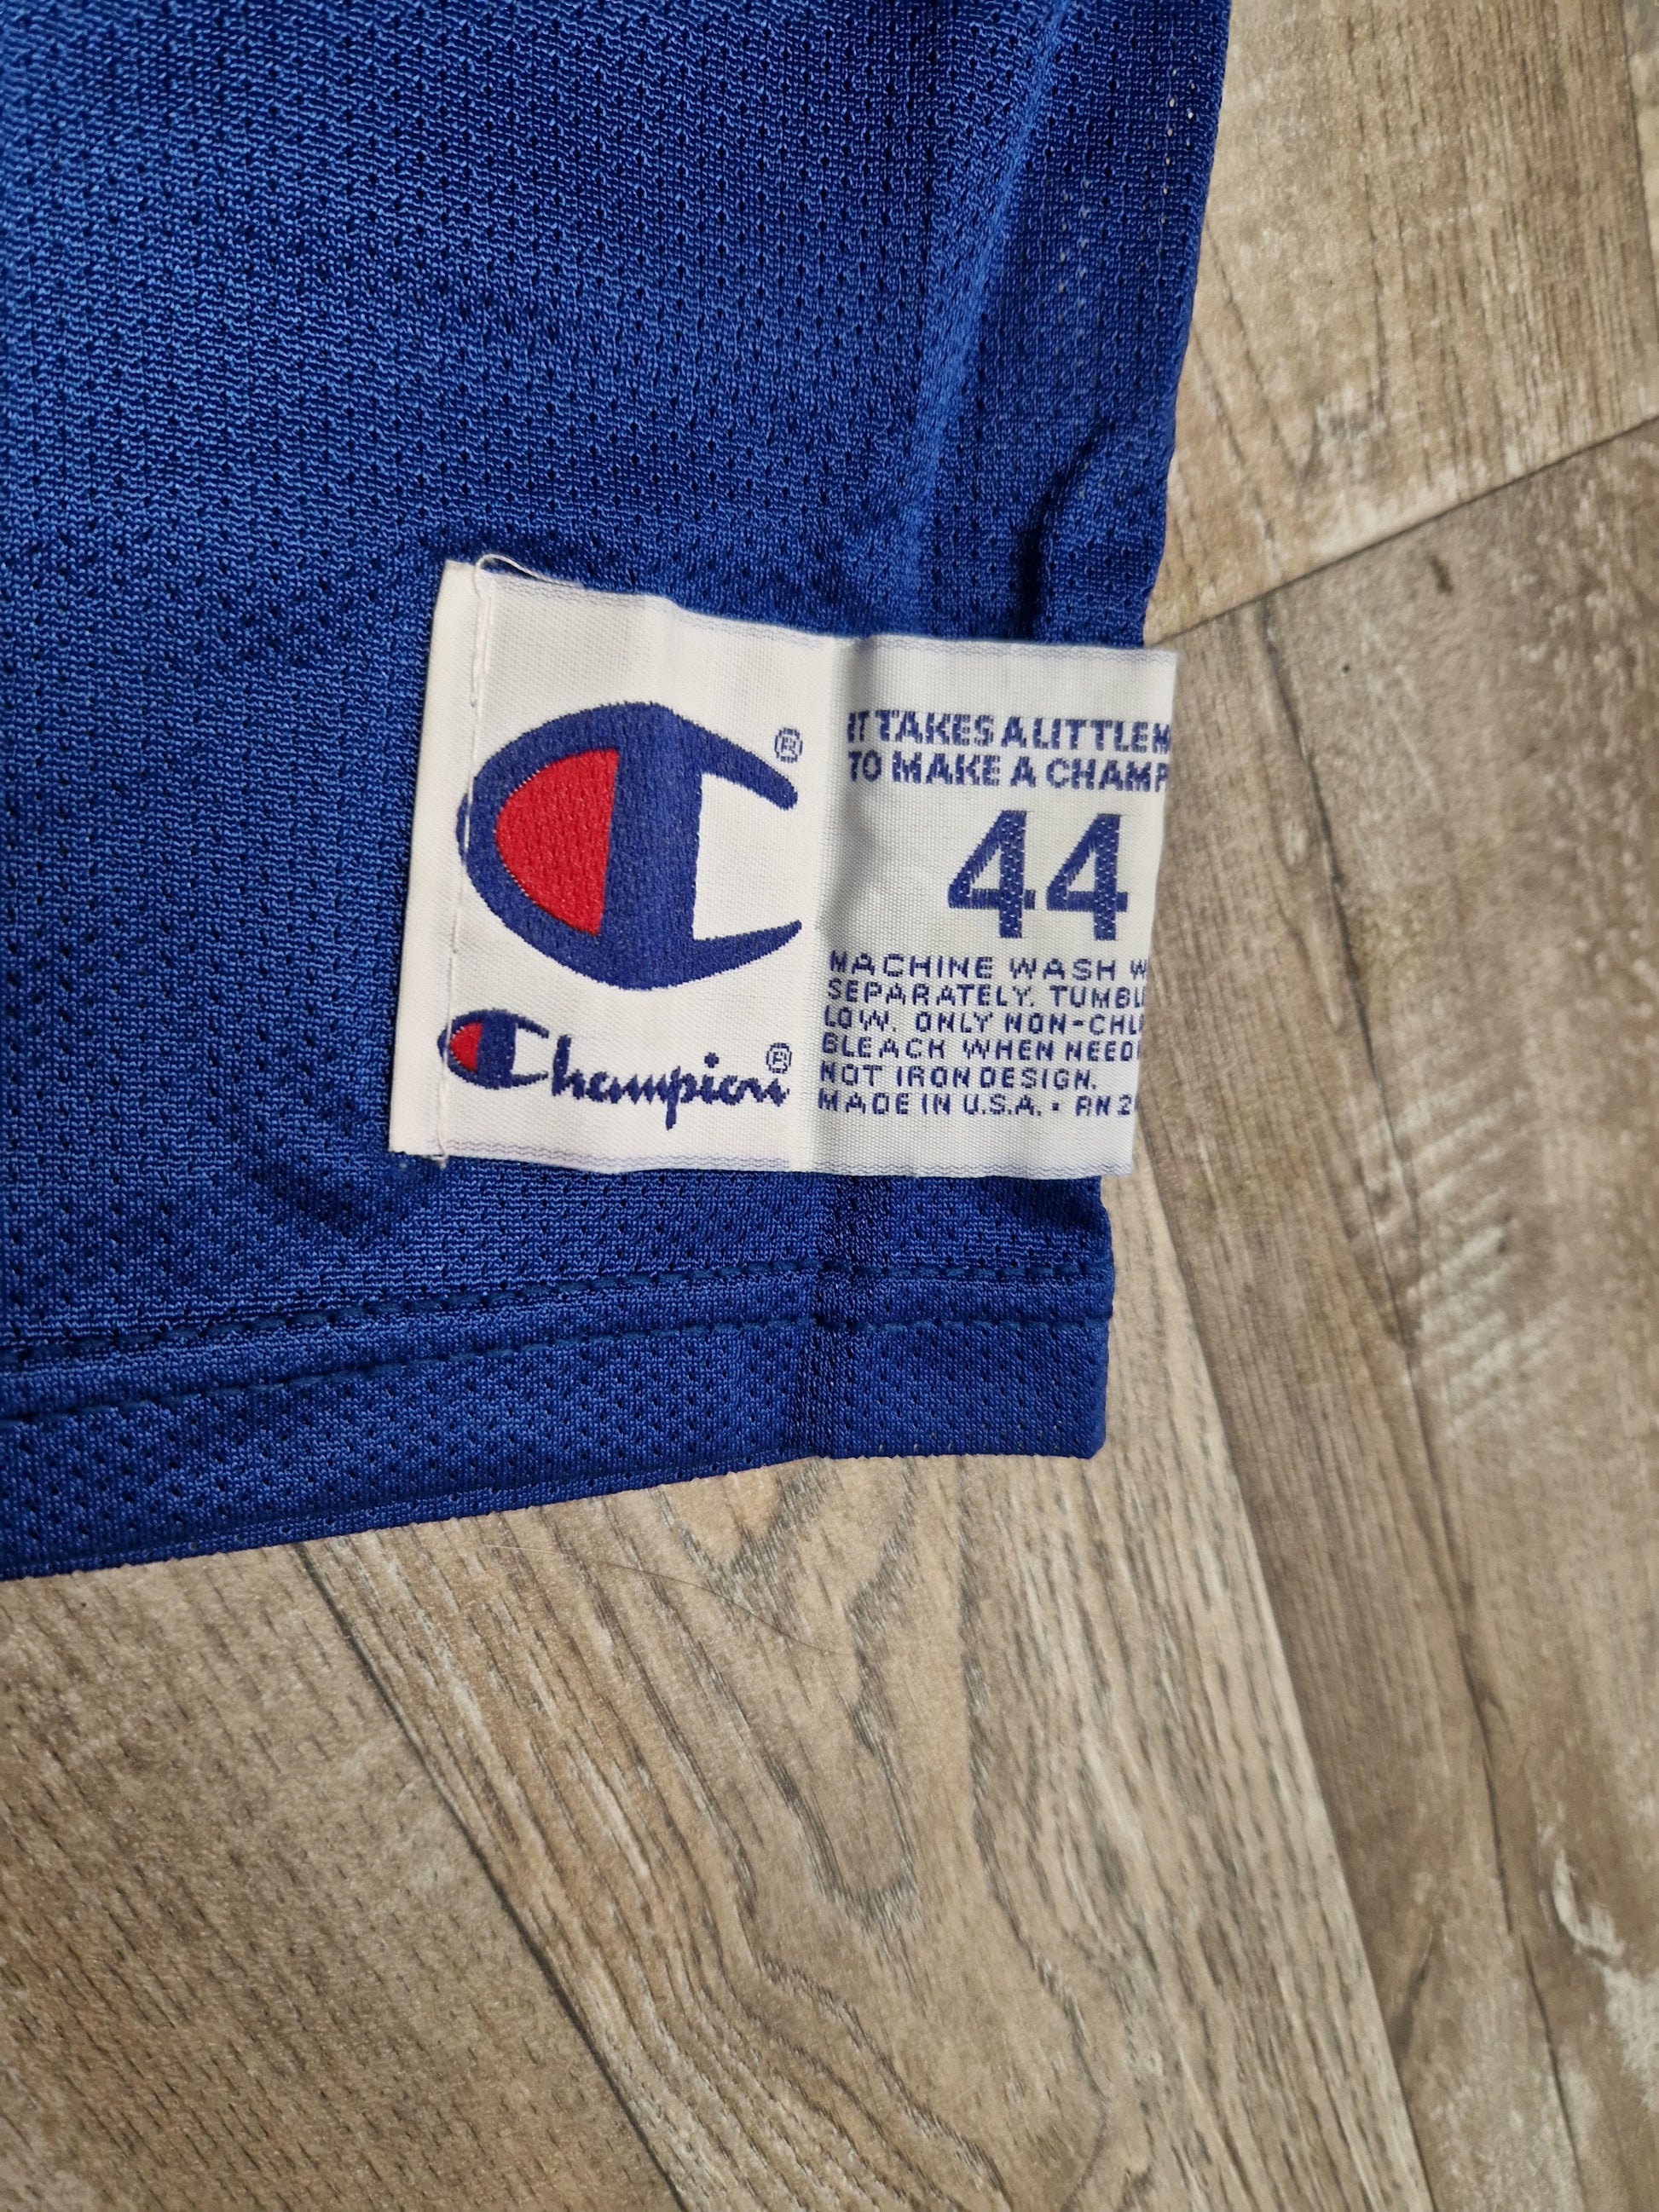 ®
IT TAKES A LITTLE
TO MAKE A CHAMP
44
MACHINE WASH W
SEPARATELY. TUMBL
LOW. ONLY NON-CHL
BLEACH WHEN NEED
NOT IRON DESIGN.
MADE IN U.S.A. • RN 2
Champion®